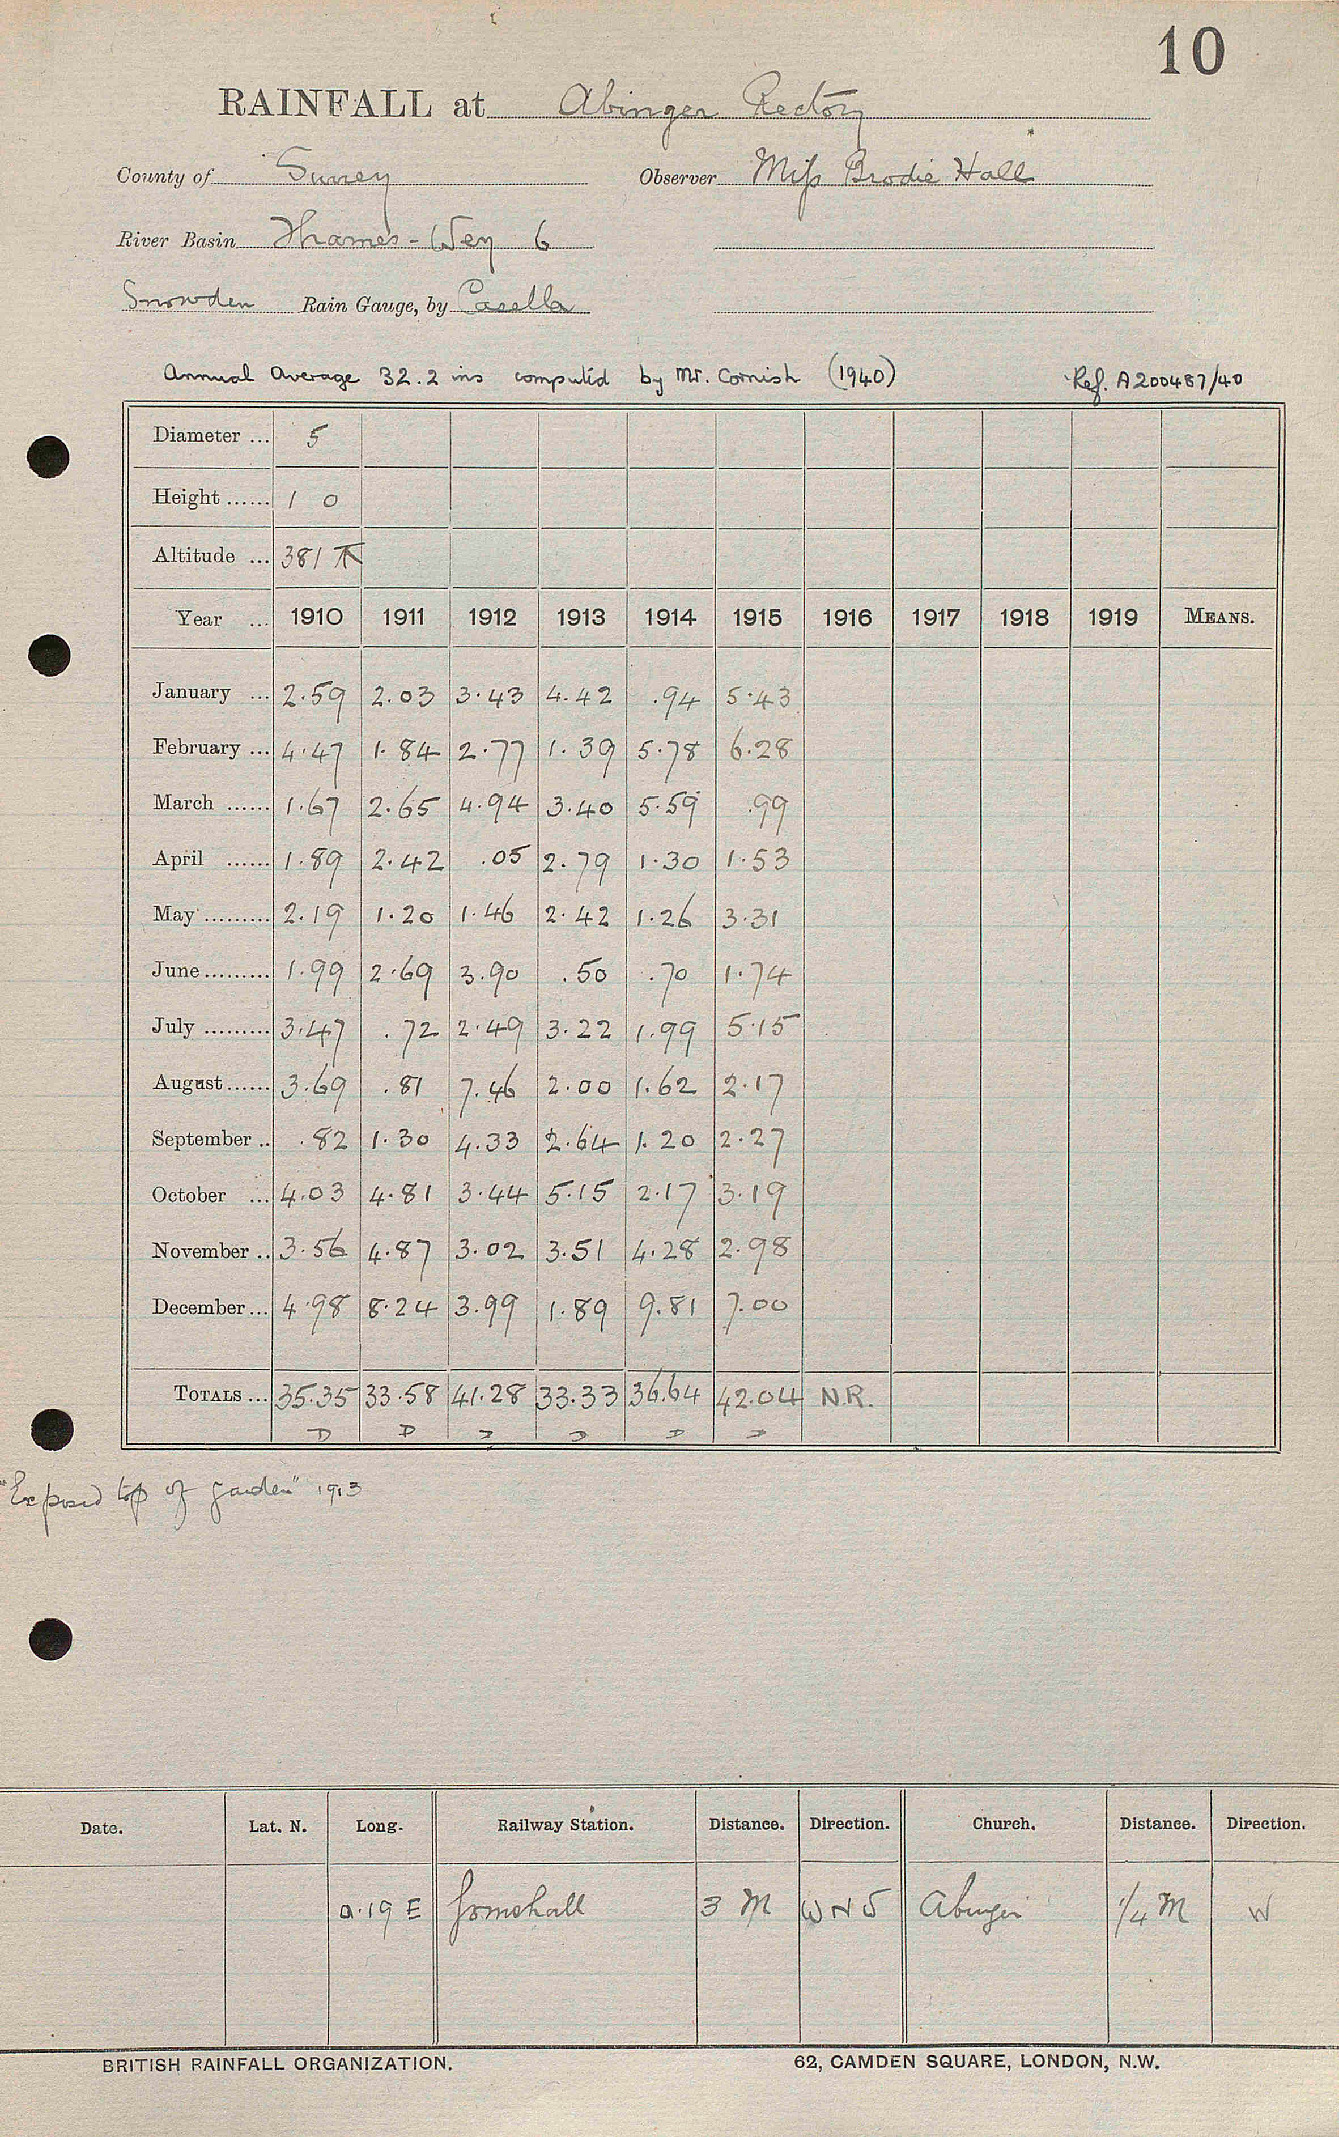 10
RAINFALL at Abinger Rectory
County of Surrey Observer Miss Brodie Hall
River Basin Thames - Wey 6
Snowden Rain Gauge, by Casella
Annual Average 32.2 ins computed by Mr. Cornish (1940) Ref. A200487/40
Diameter ... 5
Height ...... 1 0
Altitude ... 381
Year ... 1910 1911 1912 1913 1914 1915 1916 1917 1918 1919 MEANS.
January ... 2.59 2.03 3.43 4.42 .94 5.43
February ... 4.47 1.84 2.77 1.39 5.78 6.28
March ...... 1.67 2.65 4.94 3.40 5.59 .99
April ...... 1.89 2.42 .05 2.79 1.30 1.53
May ......... 2.19 1.20 1.46 2.42 1.26 3.31
June ......... 1.99 2.69 3.90 .50 .70 1.74
July ......... 3.47 .72 2.49 3.22 1.99 5.15
August ...... 3.69 .81 7.46 2.00 1.62 2.17
September .. .82 1.30 4.33 2.64 1.20 2.27
October ... 4.03 4.81 3.44 5.15 2.17 3.19
November .. 3.56 4.87 3.02 3.51 4.28 2.98
December ... 4.98 8.24 3.99 1.89 9.81 7.00
TOTALS ... 35.35 33.58 41.28 33.33 36.64 42.04 N.R.
D D D D D D
"Exposed top of garden" 1913
Date. Lat. N. Long. Railway Station. Distance. Direction. Church. Distance. Direction.
0.19 E Gomshall 3 M Abinger 1/4 M W
BRITISH RAINFALL ORGANIZATION. 62, CAMDEN SQUARE, LONDON, N.W.